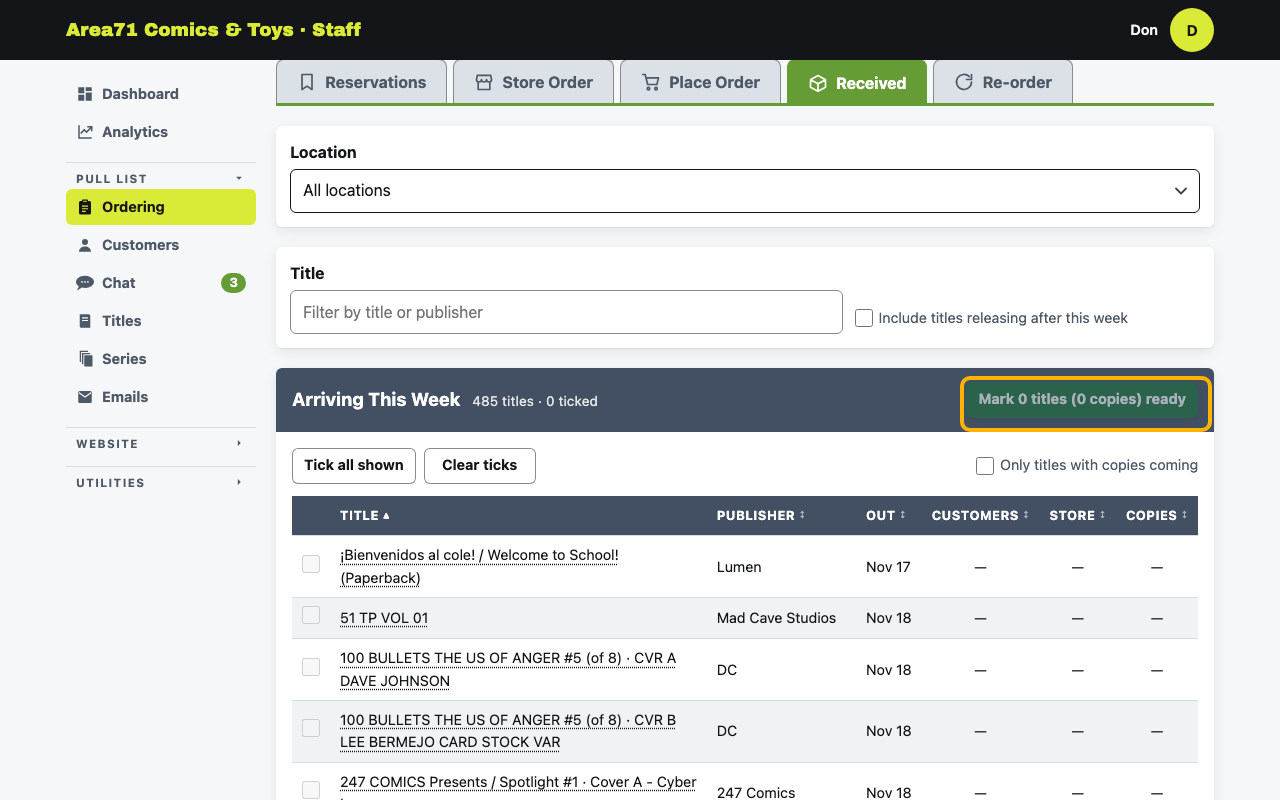 Area71 Comics & Toys · Staff
Don
D
Dashboard
Analytics
PULL LIST
Ordering
Customers
Chat
3
Titles
Series
Emails
WEBSITE
UTILITIES
Reservations
Store Order
Place Order
Received
Re-order
Location
All locations
Title
Filter by title or publisher
Include titles releasing after this week
Arriving This Week
485 titles · 0 ticked
Mark 0 titles (0 copies) ready
Tick all shown
Clear ticks
Only titles with copies coming
TITLE ▲ PUBLISHER ↕ OUT ↕ CUSTOMERS ↕ STORE ↕ COPIES ↕
¡Bienvenidos al cole! / Welcome to School!
(Paperback)
Lumen Nov 17 — — —
51 TP VOL 01 Mad Cave Studios Nov 18 — — —
100 BULLETS THE US OF ANGER #5 (of 8) · CVR A
DAVE JOHNSON
DC Nov 18 — — —
100 BULLETS THE US OF ANGER #5 (of 8) · CVR B
LEE BERMEJO CARD STOCK VAR
DC Nov 18 — — —
247 COMICS Presents / Spotlight #1 · Cover A - Cyber
247 Comics Nov 18 — — —